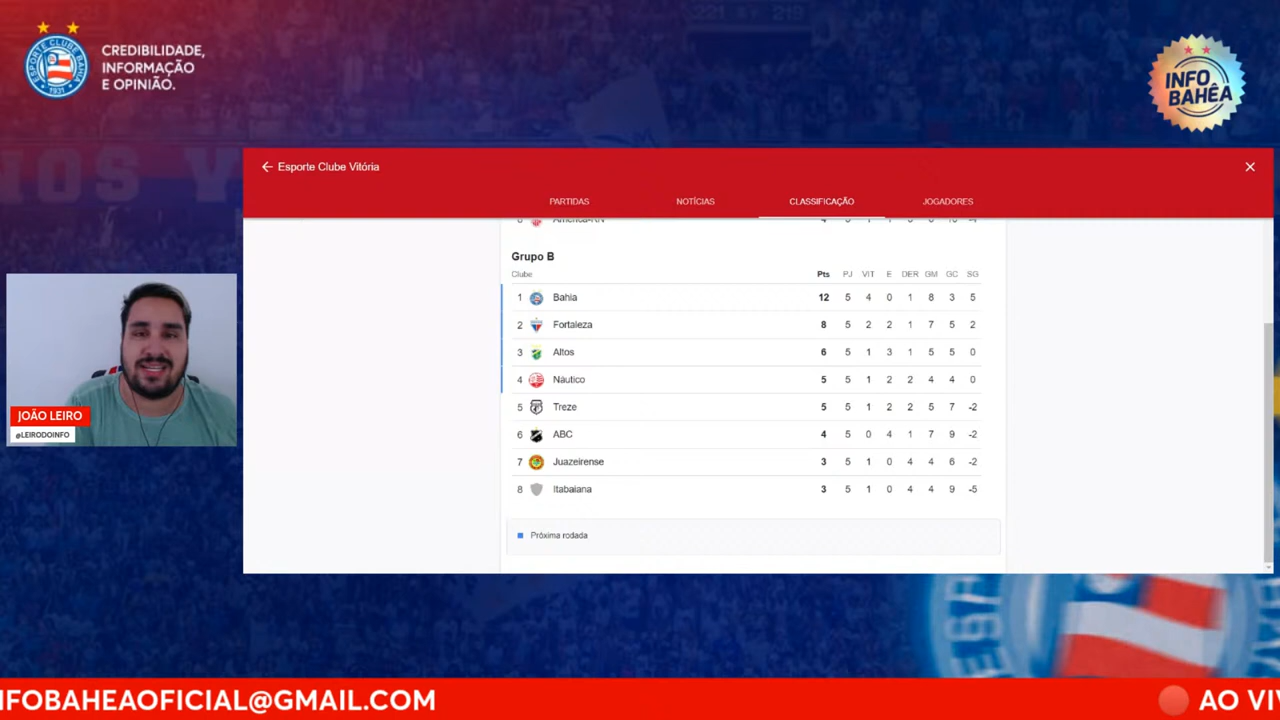 ESPORTE CLUBE BAHIA
1931
CREDIBILIDADE,
INFORMAÇÃO
E OPINIÃO.
INFO
BAHÊA
Esporte Clube Vitória
PARTIDAS NOTÍCIAS CLASSIFICAÇÃO JOGADORES
Grupo B
Clube Pts PJ VIT E DER GM GC SG
1 Bahia 12 5 4 0 1 8 3 5
2 Fortaleza 8 5 2 2 1 7 5 2
3 Altos 6 5 1 3 1 5 5 0
4 Náutico 5 5 1 2 2 4 4 0
5 Treze 5 5 1 2 2 5 7 -2
6 ABC 4 5 0 4 1 7 9 -2
7 Juazeirense 3 5 1 0 4 4 6 -2
8 Itabaiana 3 5 1 0 4 4 9 -5
Próxima rodada
JOÃO LEIRO
@LEIRODOINFO
NFOBAHEAOFICIAL@GMAIL.COM
AO VIV